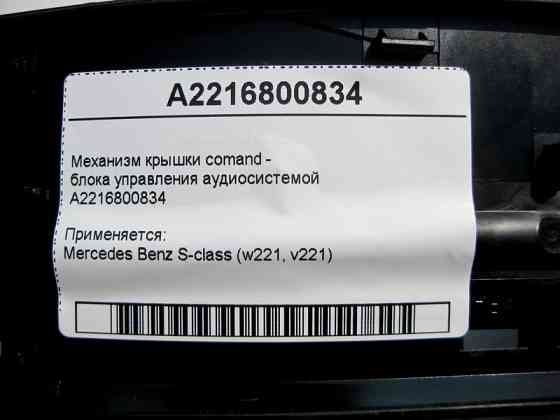 A2216800834
Механизм крышки comand -
блока управления аудиосистемой
A2216800834
Применяется:
Mercedes Benz S-class (w221, v221)